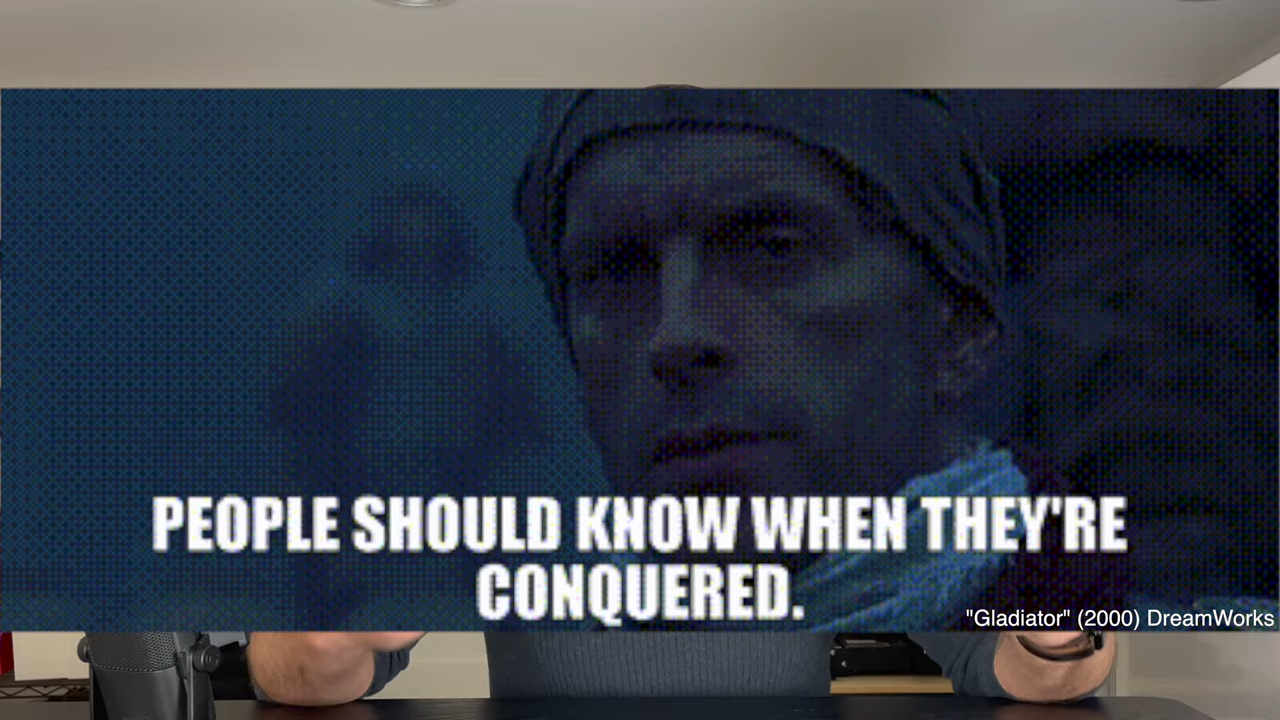 PEOPLE SHOULD KNOW WHEN THEY'RE
CONQUERED.
"Gladiator" (2000) DreamWorks